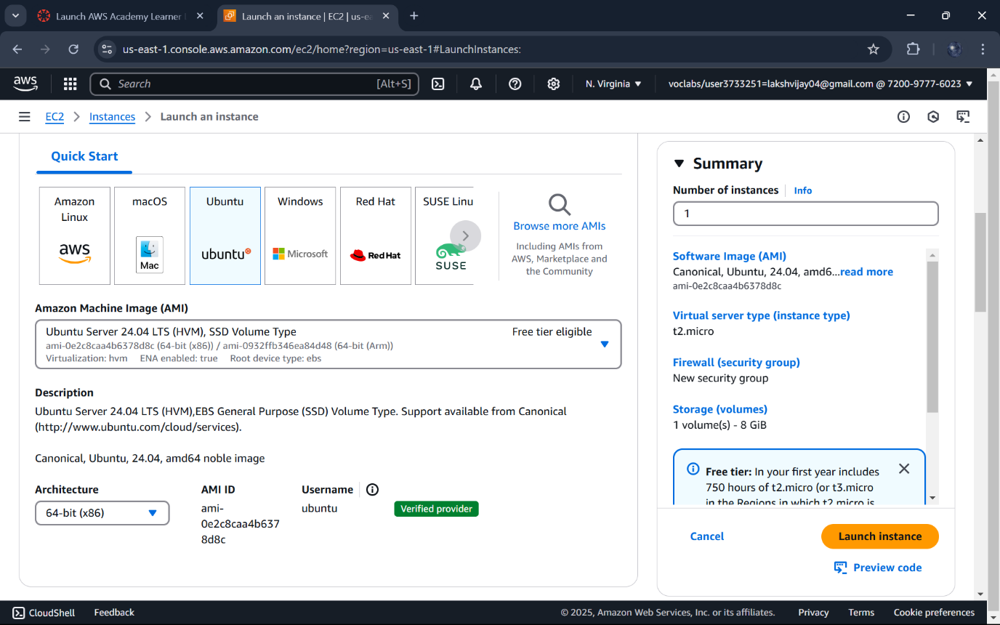 Launch AWS Academy Learner
Launch an instance | EC2 | us-ea
us-east-1.console.aws.amazon.com/ec2/home?region=us-east-1#LaunchInstances:
aws
Search
[Alt+S]
N. Virginia
voclabs/user3733251=lakshvijay04@gmail.com @ 7200-9777-6023
EC2
Instances
Launch an instance
Quick Start
Amazon Linux
aws
macOS
Mac
Ubuntu
ubuntu
Windows
Microsoft
Red Hat
Red Hat
SUSE Linu
SUSE
Browse more AMIs
Including AMIs from
AWS, Marketplace and
the Community
Amazon Machine Image (AMI)
Ubuntu Server 24.04 LTS (HVM), SSD Volume Type
Free tier eligible
ami-0e2c8caa4b6378d8c (64-bit (x86)) / ami-0932ffb346ea84d48 (64-bit (Arm))
Virtualization: hvm ENA enabled: true Root device type: ebs
Description
Ubuntu Server 24.04 LTS (HVM),EBS General Purpose (SSD) Volume Type. Support available from Canonical
(http://www.ubuntu.com/cloud/services).
Canonical, Ubuntu, 24.04, amd64 noble image
Architecture
64-bit (x86)
AMI ID
ami-
0e2c8caa4b637
8d8c
Username
ubuntu
Verified provider
Summary
Number of instances
Info
1
Software Image (AMI)
Canonical, Ubuntu, 24.04, amd6...read more
ami-0e2c8caa4b6378d8c
Virtual server type (instance type)
t2.micro
Firewall (security group)
New security group
Storage (volumes)
1 volume(s) - 8 GiB
Free tier: In your first year includes
750 hours of t2.micro (or t3.micro
in the Regions in which t2.micro is
Cancel
Launch instance
Preview code
CloudShell
Feedback
© 2025, Amazon Web Services, Inc. or its affiliates.
Privacy
Terms
Cookie preferences